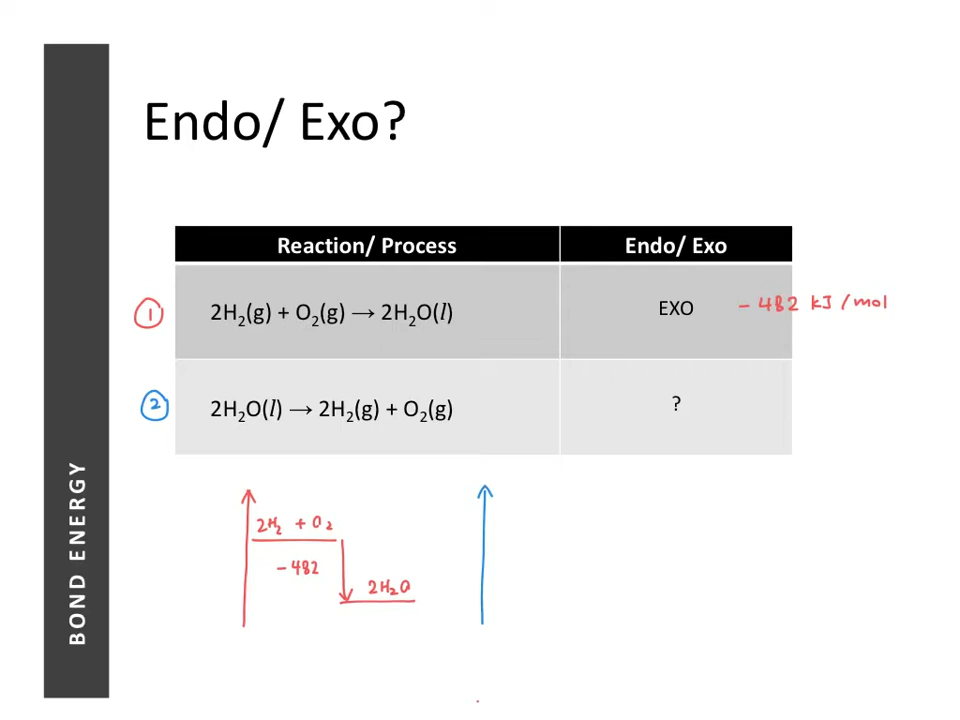 Endo/ Exo?
BOND ENERGY
Reaction/ Process Endo/ Exo
1 2H₂(g) + O₂(g) → 2H₂O(l) EXO - 482 kJ/mol
2 2H₂O(l) → 2H₂(g) + O₂(g) ?
2H₂ + O₂
- 482
2H₂O